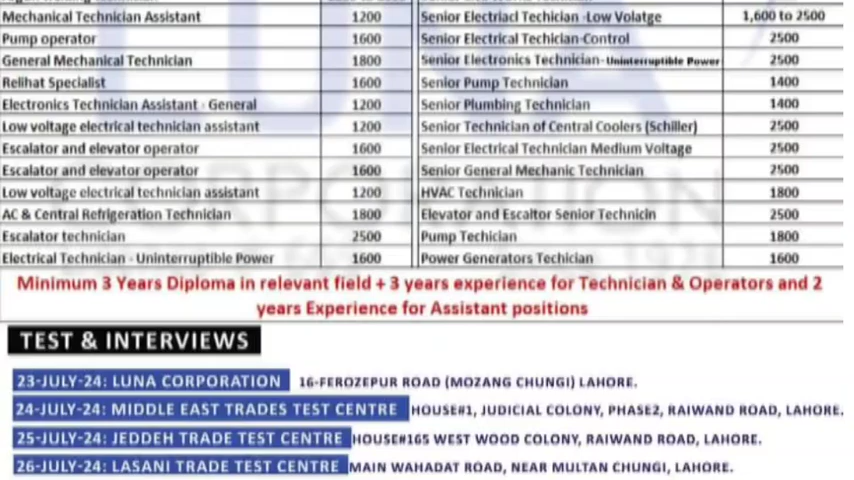 Mechanical Technician Assistant 1200 Senior Electriacl Techician -Low Volatge 1,600 to 2500
Pump operator 1600 Senior Electrical Techician-Control 2500
General Mechanical Technician 1800 Senior Electronics Technician- Uninterruptible Power 2500
Relihat Specialist 1600 Senior Pump Technician 1400
Electronics Technician Assistant - General 1200 Senior Plumbing Technician 1400
Low voltage electrical technician assistant 1200 Senior Technician of Central Coolers (Schiller) 2500
Escalator and elevator operator 1600 Senior Electrical Technician Medium Voltage 2500
Escalator and elevator operator 1600 Senior General Mechanic Technician 2500
Low voltage electrical technician assistant 1200 HVAC Technician 1800
AC & Central Refrigeration Technician 1800 Elevator and Escaltor Senior Technicin 2500
Escalator technician 2500 Pump Techician 1800
Electrical Technician - Uninterruptible Power 1600 Power Generators Techician 1600
Minimum 3 Years Diploma in relevant field + 3 years experience for Technician & Operators and 2
years Experience for Assistant positions
TEST & INTERVIEWS
23-JULY-24: LUNA CORPORATION 16-FEROZEPUR ROAD (MOZANG CHUNGI) LAHORE.
24-JULY-24: MIDDLE EAST TRADES TEST CENTRE HOUSE#1, JUDICIAL COLONY, PHASE2, RAIWAND ROAD, LAHORE.
25-JULY-24: JEDDEH TRADE TEST CENTRE HOUSE#165 WEST WOOD COLONY, RAIWAND ROAD, LAHORE.
26-JULY-24: LASANI TRADE TEST CENTRE MAIN WAHADAT ROAD, NEAR MULTAN CHUNGI, LAHORE.